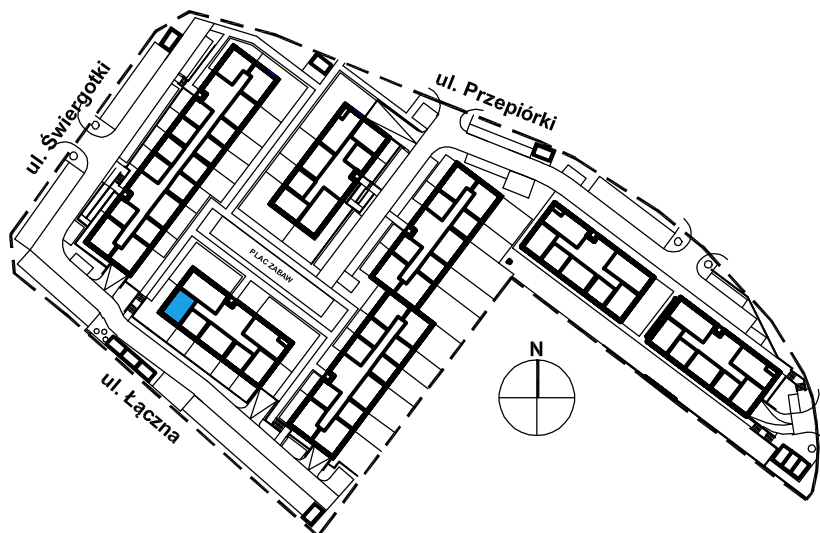 ul. Przepiórki
ul. Świergotki
PLAC ZABAW
N
ul. Łączna